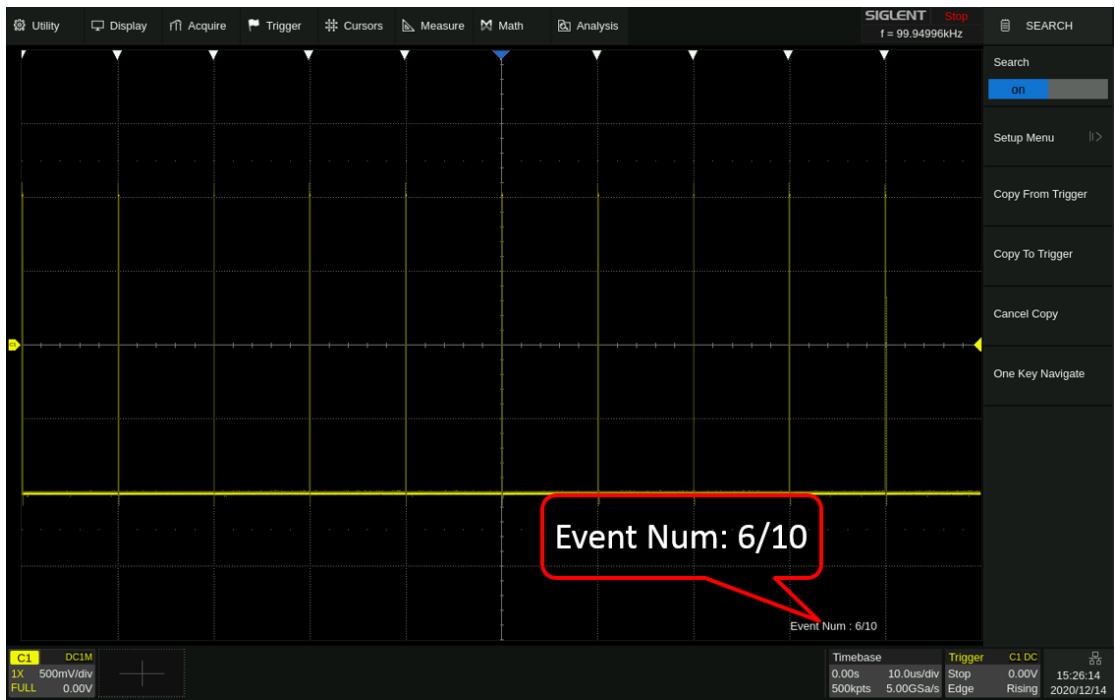 Utility Display Acquire Trigger Cursors Measure Math Analysis
SIGLENT Stop
f = 99.94996kHz
SEARCH
Search
on
Setup Menu
Copy From Trigger
Copy To Trigger
Cancel Copy
One Key Navigate
C1
Event Num: 6/10
Event Num : 6/10
C1 DC1M
1X 500mV/div
FULL 0.00V
Timebase
0.00s 10.0us/div
500kpts 5.00GSa/s
Trigger C1 DC
Stop 0.00V
Edge Rising
15:26:14
2020/12/14